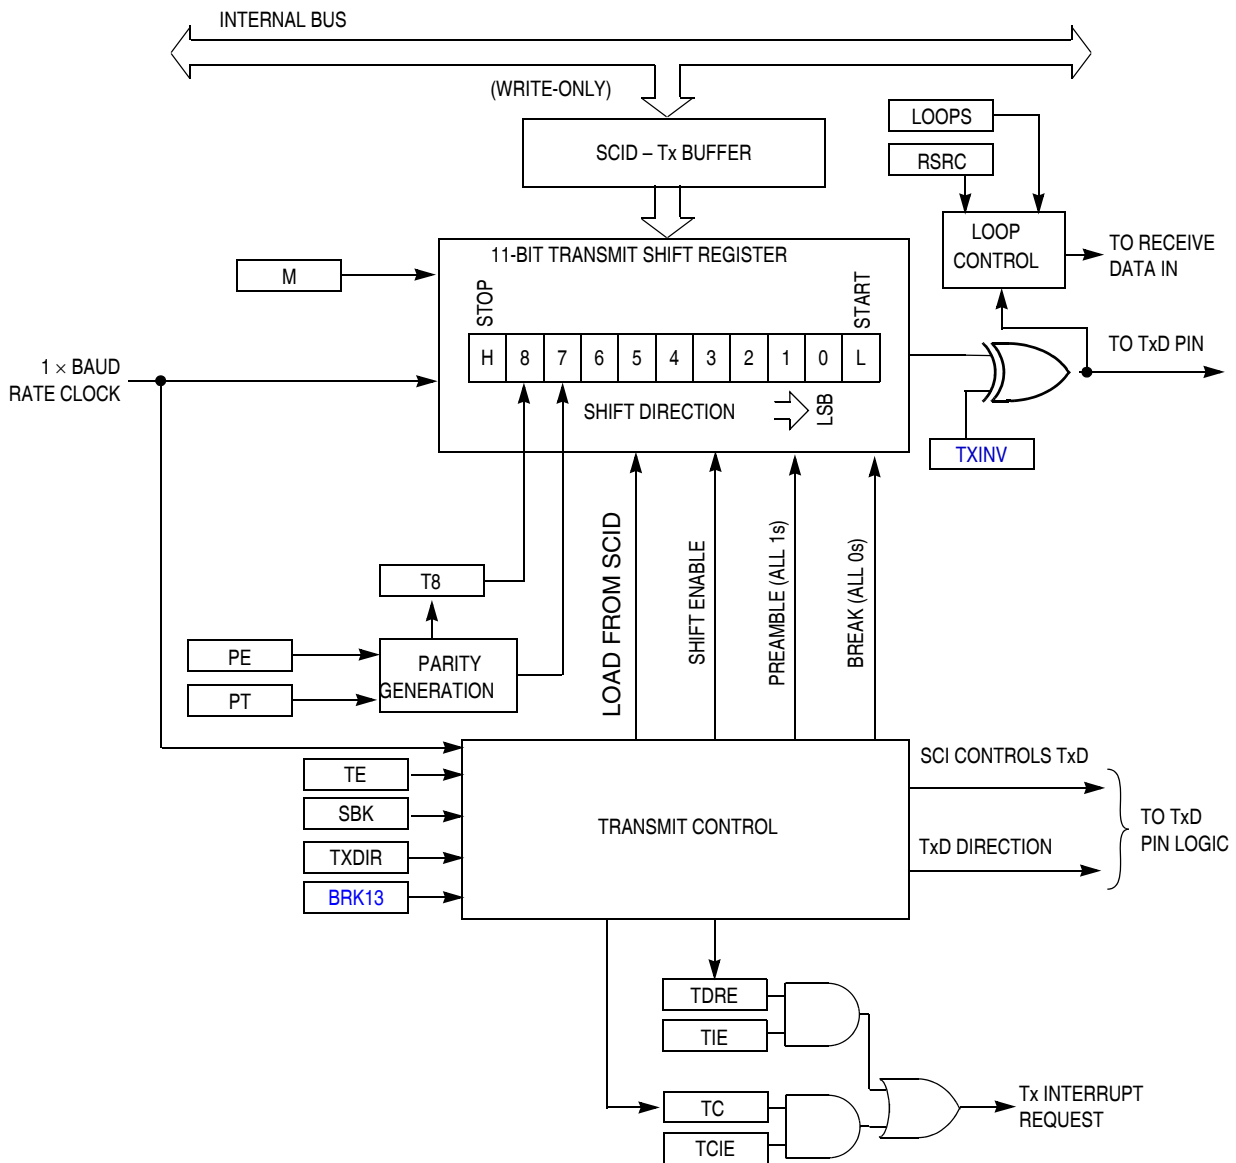 INTERNAL BUS
(WRITE-ONLY)
SCID – Tx BUFFER
LOOPS
RSRC
LOOP
CONTROL
TO RECEIVE
DATA IN
11-BIT TRANSMIT SHIFT REGISTER
M
STOP
START
H 8 7 6 5 4 3 2 1 0 L
1 × BAUD
RATE CLOCK
SHIFT DIRECTION
LSB
TO TxD PIN
TXINV
LOAD FROM SCID
SHIFT ENABLE
PREAMBLE (ALL 1s)
BREAK (ALL 0s)
T8
PE
PT
PARITY
GENERATION
TE
SBK
TXDIR
BRK13
TRANSMIT CONTROL
SCI CONTROLS TxD
TxD DIRECTION
TO TxD
PIN LOGIC
TDRE
TIE
TC
TCIE
Tx INTERRUPT
REQUEST